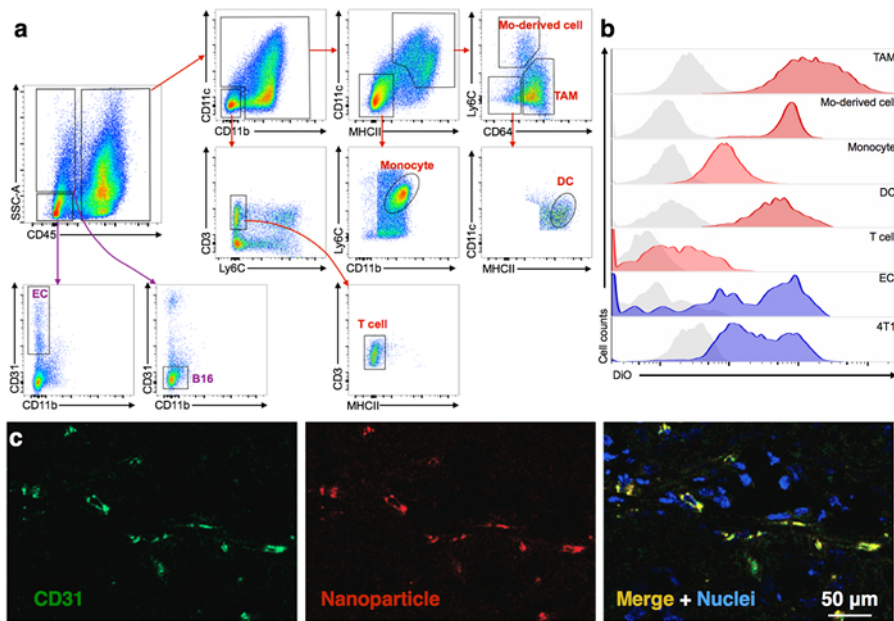 a
SSC-A
CD45
CD11c
CD11b
CD11c
MHCII
Mo-derived cell
TAM
Ly6C
CD64
CD3
Ly6C
Monocyte
Ly6C
CD11b
DC
CD11c
MHCII
EC
CD31
CD11b
B16
CD31
CD11b
T cell
CD3
MHCII
b
TAM
Mo-derived cell
Monocyte
DC
T cell
EC
4T1
Cell counts
DiO
c
CD31
Nanoparticle
Merge + Nuclei
50 μm